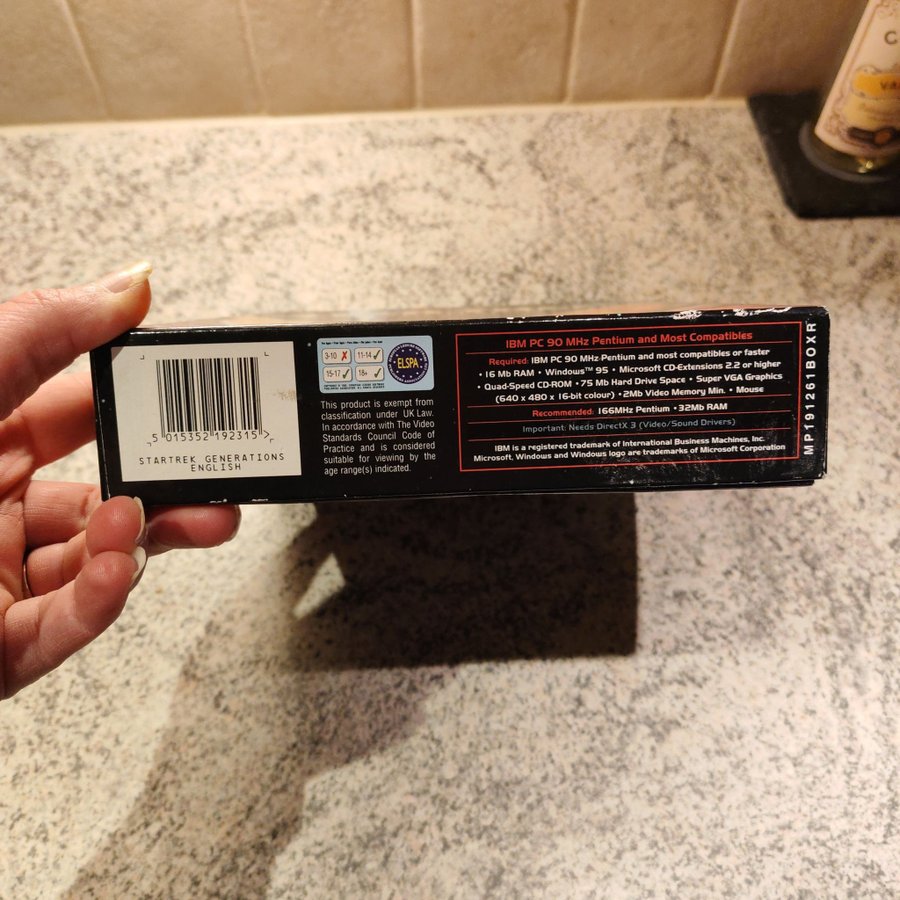 5 015352 192315 >
STARTREK GENERATIONS
ENGLISH
3-10
11-14
15-17
18+
ELSPA
This product is exempt from
classification under UK Law.
In accordance with The Video
Standards Council Code of
Practice and is considered
suitable for viewing by the
age range(s) indicated.
IBM PC 90 MHz Pentium and Most Compatibles
Required: IBM PC 90 MHz Pentium and most compatibles or faster
• 16 Mb RAM • Windows™ 95 • Microsoft CD-Extensions 2.2 or higher
• Quad-Speed CD-ROM • 75 Mb Hard Drive Space • Super VGA Graphics
(640 x 480 x 16-bit colour) • 2Mb Video Memory Min. • Mouse
Recommended: 166MHz Pentium • 32Mb RAM
Important: Needs DirectX 3 (Video/Sound Drivers)
IBM is a registered trademark of International Business Machines, Inc.
Microsoft, Windows and Windows logo are trademarks of Microsoft Corporation
MP191261BOXR